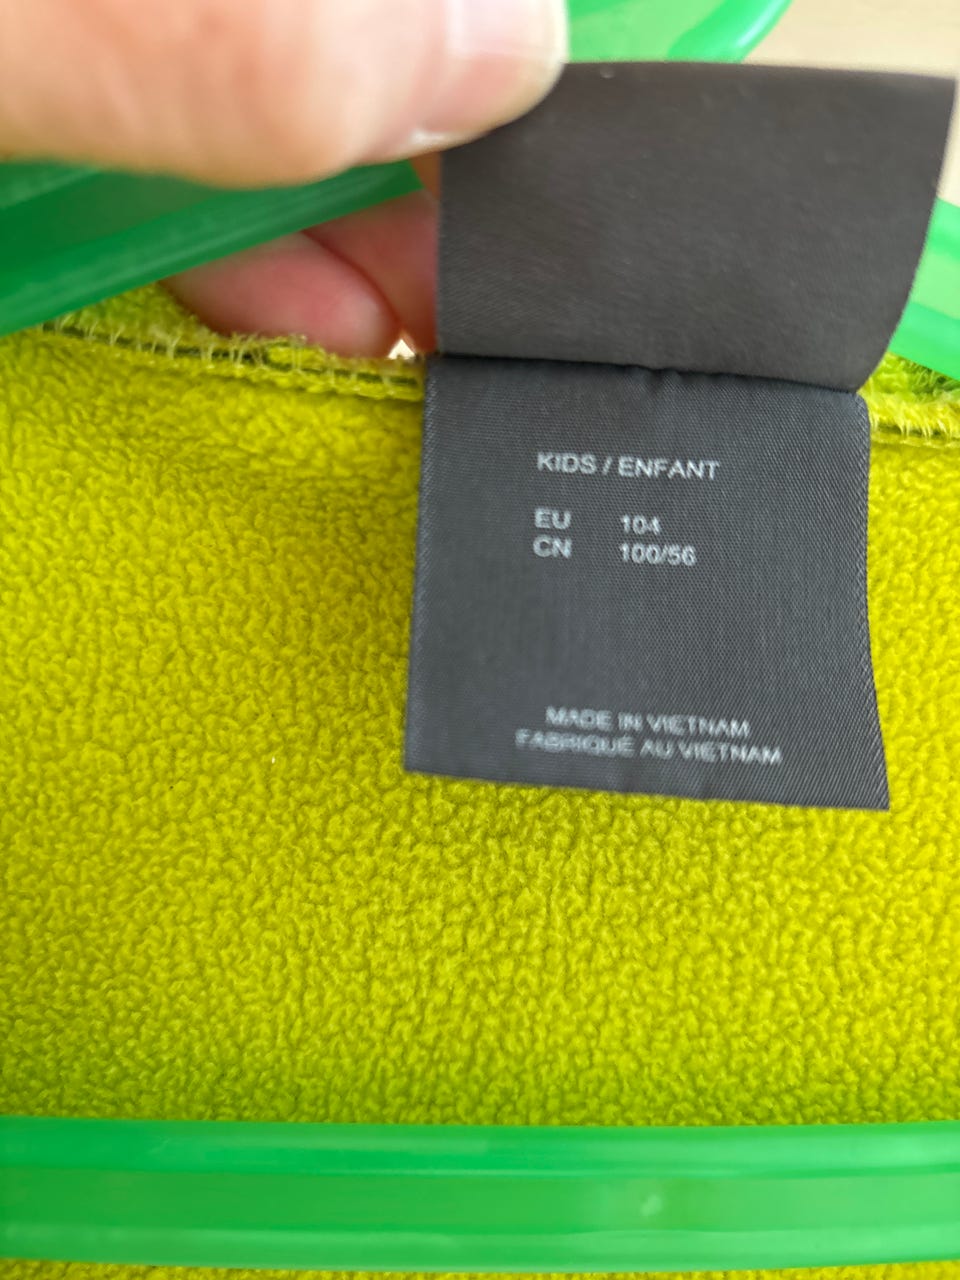 KIDS / ENFANT
EU 104
CN 100/56
MADE IN VIETNAM
FABRIQUÉ AU VIETNAM